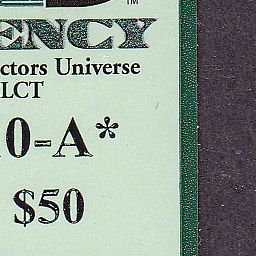 TM
ENCY
ctors Universe
LCT
0-A*
$50